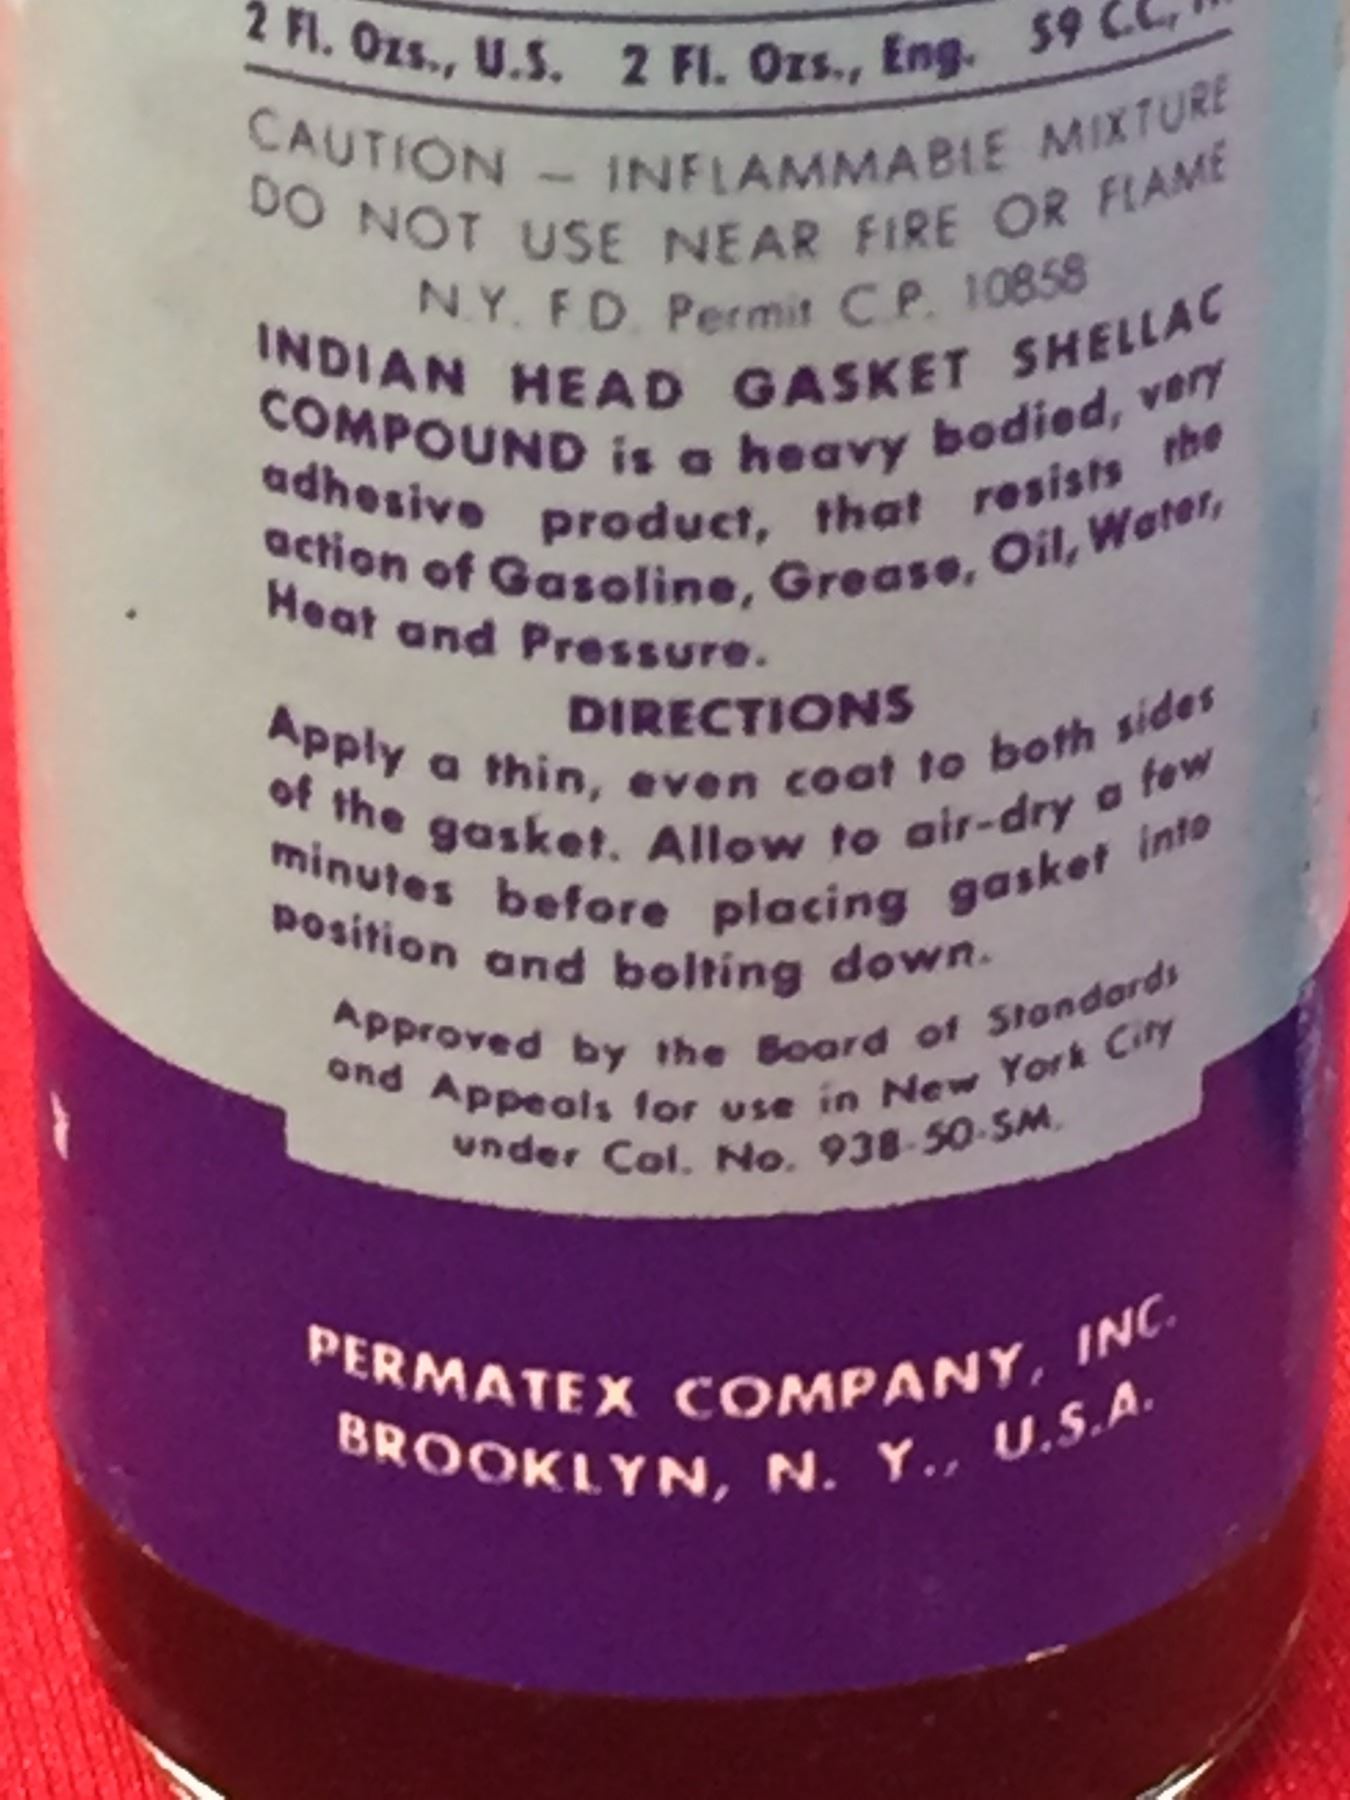 2 Fl. Ozs., U.S. 2 Fl. Ozs., Eng. 59 C.C.,
CAUTION – INFLAMMABLE MIXTURE
DO NOT USE NEAR FIRE OR FLAME
N.Y. F.D. Permit C.P. 10858
INDIAN HEAD GASKET SHELLAC
COMPOUND is a heavy bodied, very
adhesive product, that resists the
action of Gasoline, Grease, Oil, Water,
Heat and Pressure.
DIRECTIONS
Apply a thin, even coat to both sides
of the gasket. Allow to air-dry a few
minutes before placing gasket into
position and bolting down.
Approved by the Board of Standards
and Appeals for use in New York City
under Cal. No. 938-50-SM.
PERMATEX COMPANY, INC.
BROOKLYN, N. Y., U.S.A.